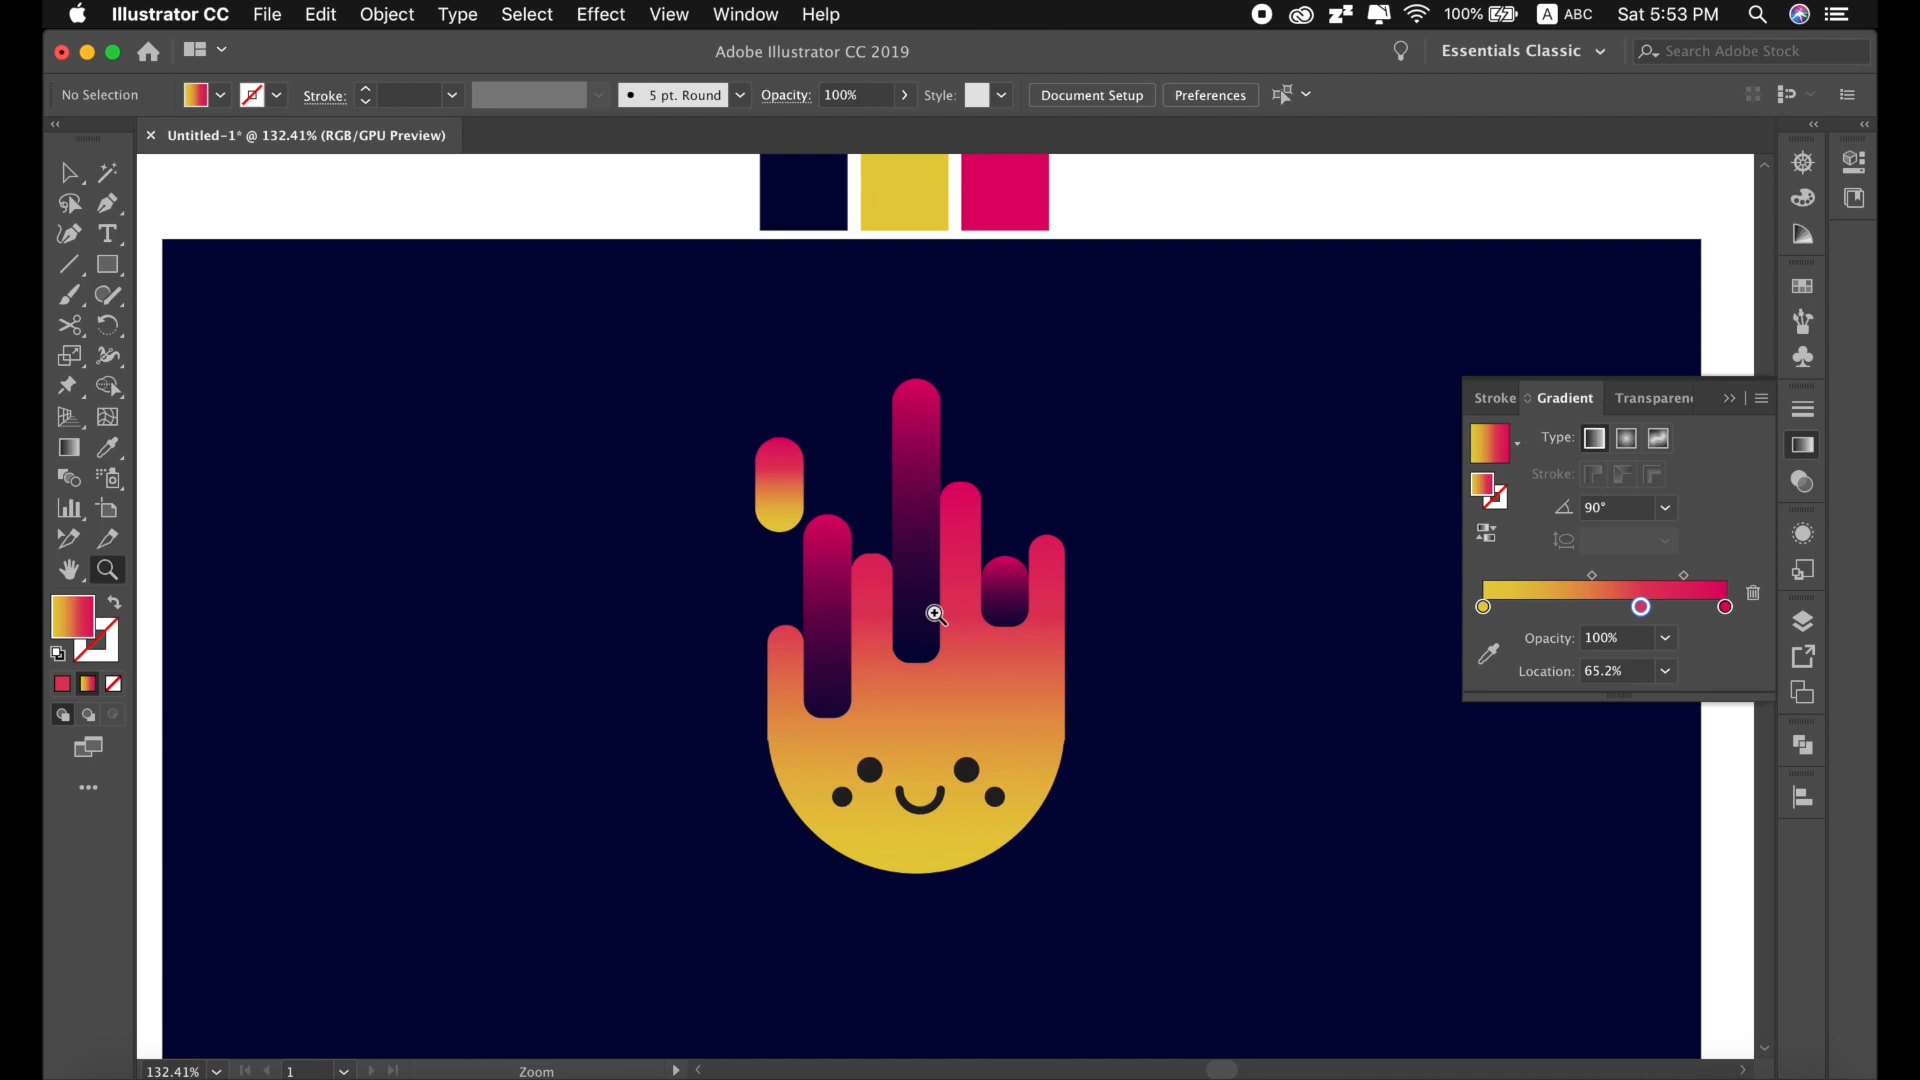 Illustrator CC File Edit Object Type Select Effect View Window Help 100% A ABC Sat 5:53 PM
Adobe Illustrator CC 2019 Essentials Classic Search Adobe Stock
No Selection Stroke: 5 pt. Round Opacity: 100% Style: Document Setup Preferences
Untitled-1* @ 132.41% (RGB/GPU Preview)
Stroke Gradient Transparen
Type:
Stroke:
90°
Opacity: 100%
Location: 65.2%
132.41% 1 Zoom